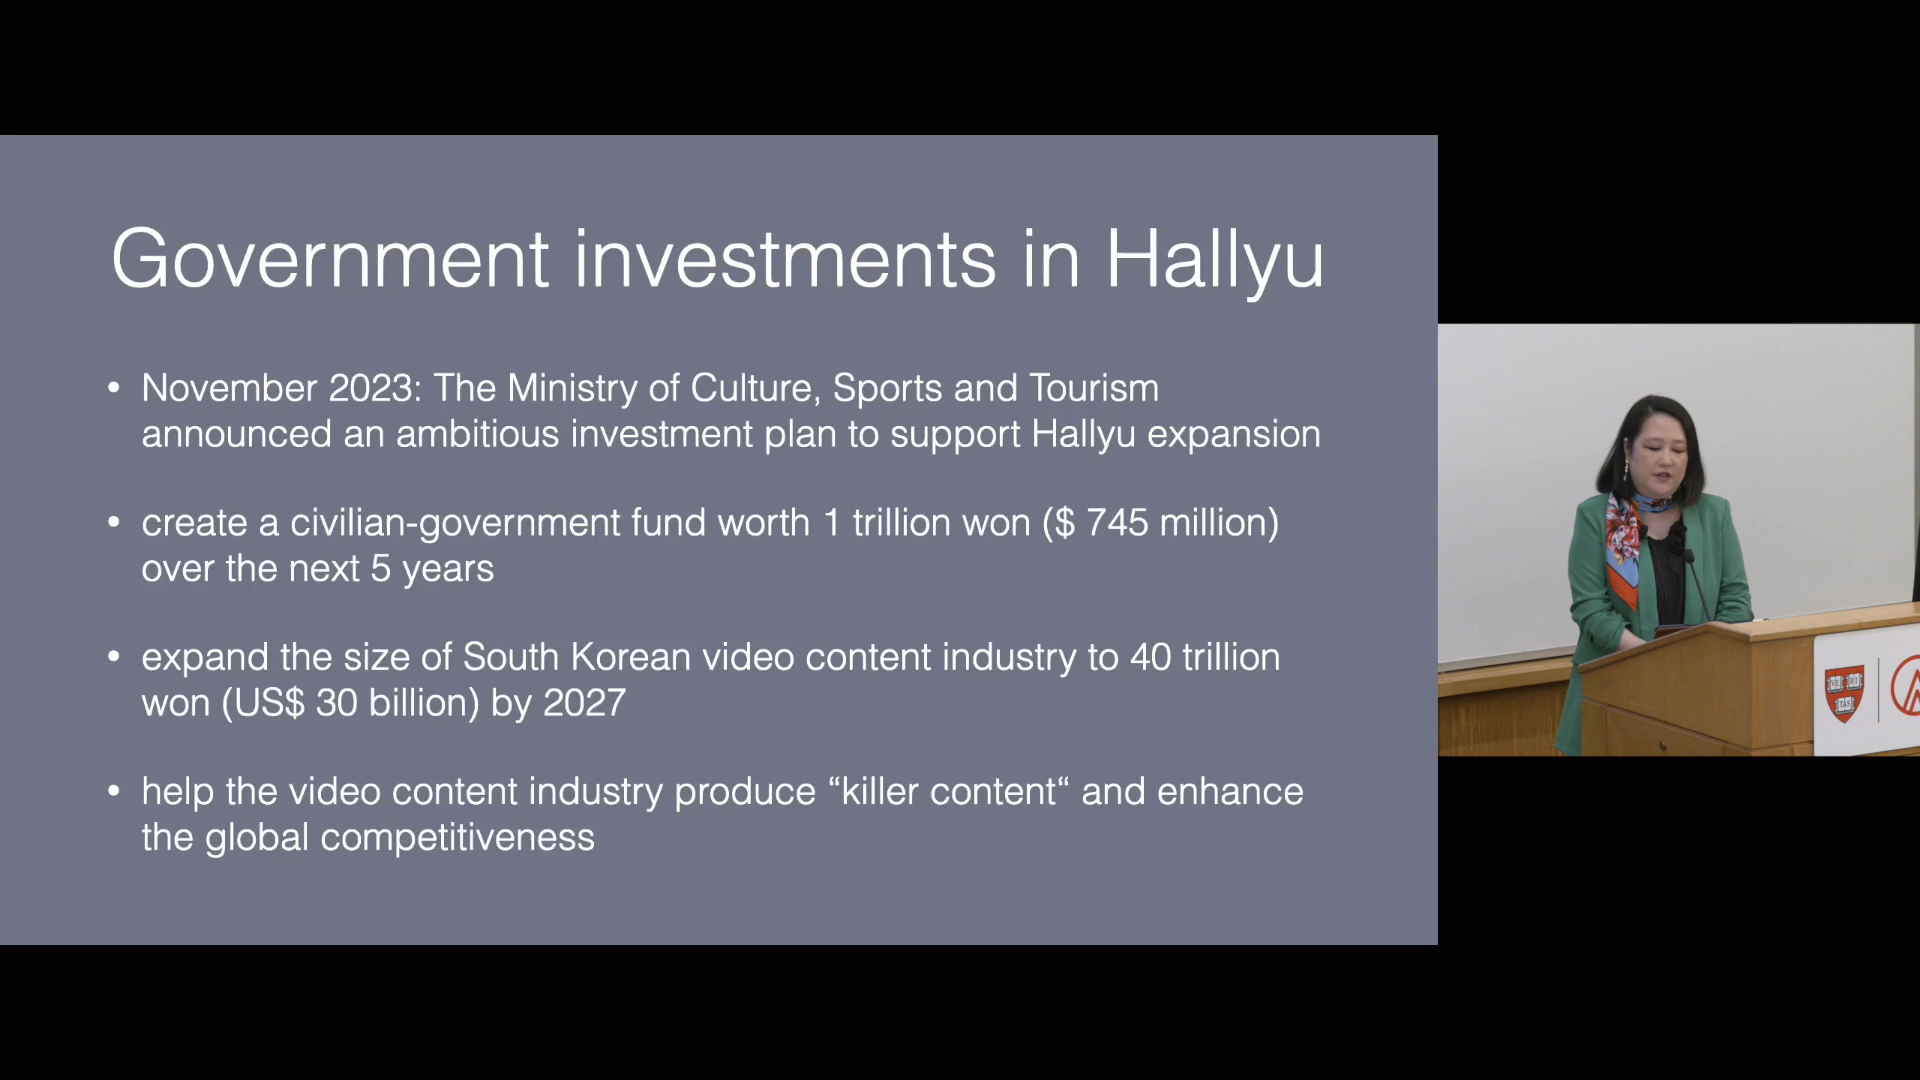 Government investments in Hallyu
• November 2023: The Ministry of Culture, Sports and Tourism
announced an ambitious investment plan to support Hallyu expansion
• create a civilian-government fund worth 1 trillion won ($ 745 million)
over the next 5 years
• expand the size of South Korean video content industry to 40 trillion
won (US$ 30 billion) by 2027
• help the video content industry produce “killer content“ and enhance
the global competitiveness
VE RI
TAS